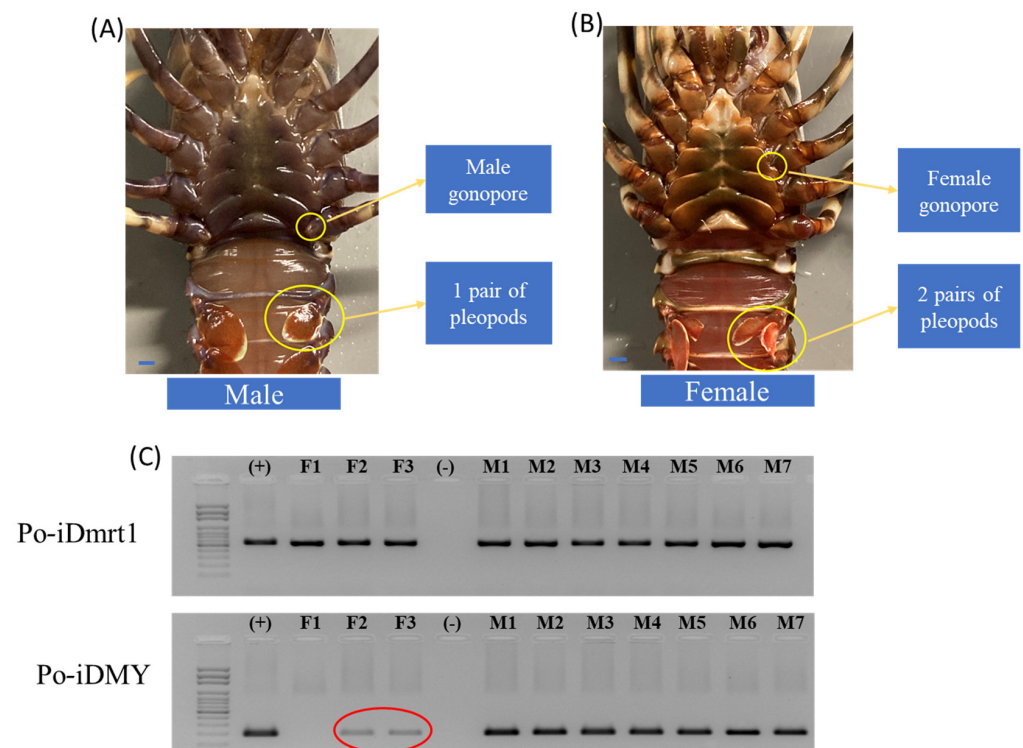 (A)
Male
gonopore
1 pair of
pleopods
Male
(B)
Female
gonopore
2 pairs of
pleopods
Female
(C)
Po-iDmrt1
(+) F1 F2 F3 (-) M1 M2 M3 M4 M5 M6 M7
Po-iDMY
(+) F1 F2 F3 (-) M1 M2 M3 M4 M5 M6 M7